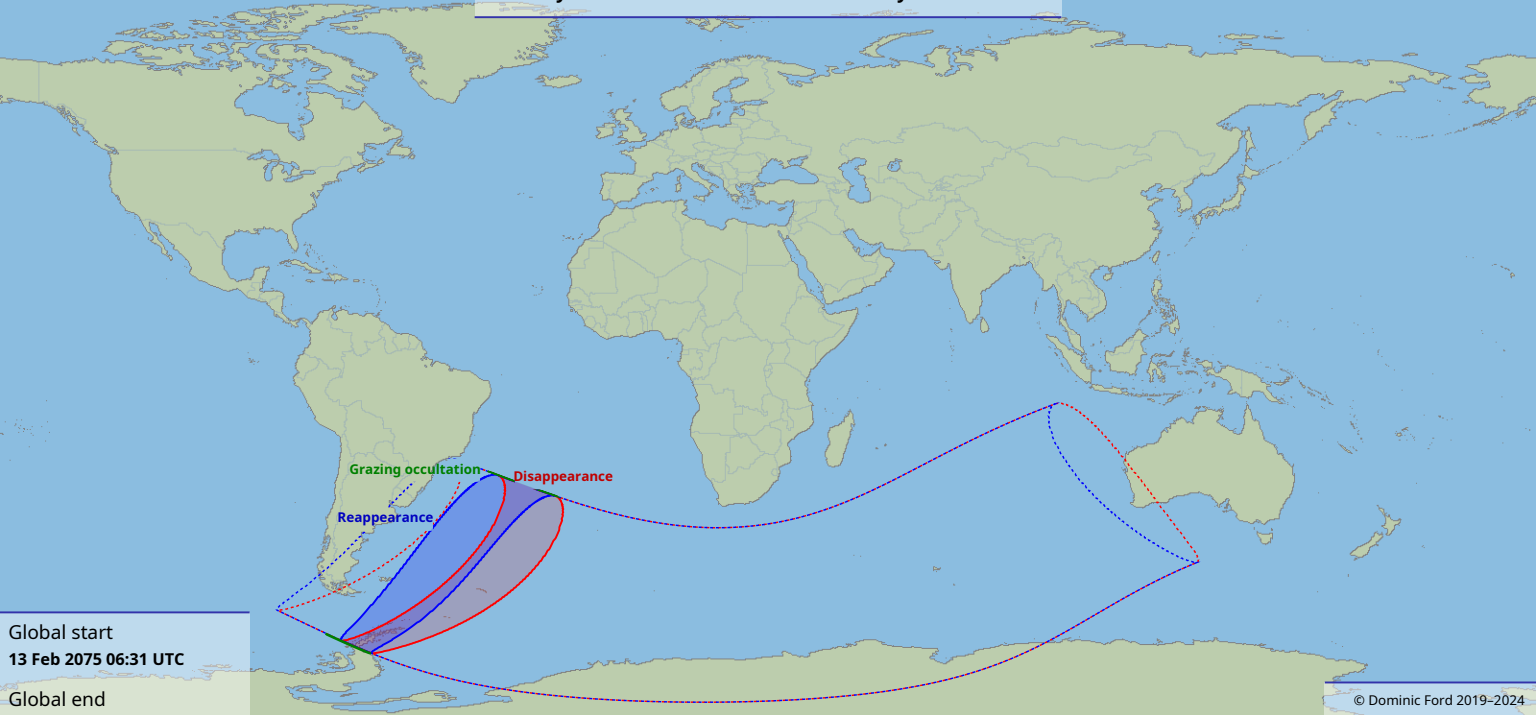 Grazing occultation
Disappearance
Reappearance
Global start
13 Feb 2075 06:31 UTC
Global end
© Dominic Ford 2019–2024